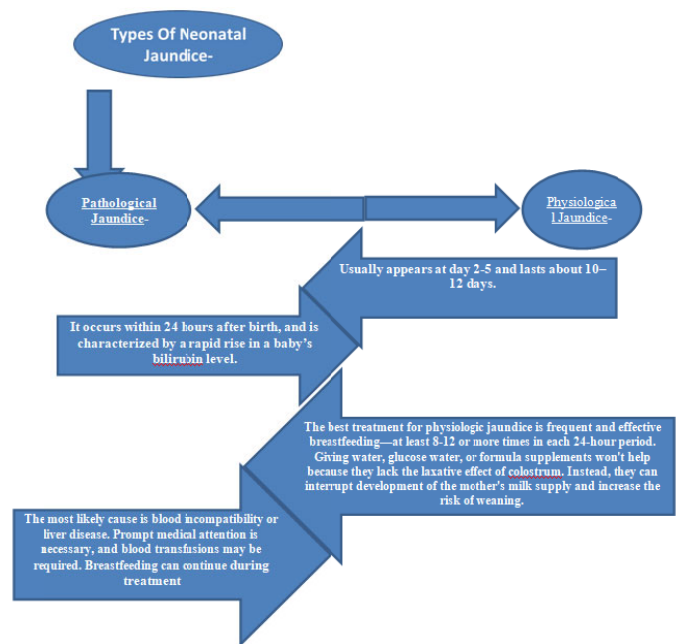 Types Of Neonatal
Jaundice-
Pathological
Jaundice-
Physiologica
l Jaundice-
Usually appears at day 2-5 and lasts about 10–
12 days.
It occurs within 24 hours after birth, and is
characterized by a rapid rise in a baby's
bilirubin level.
The best treatment for physiologic jaundice is frequent and effective
breastfeeding—at least 8-12 or more times in each 24-hour period.
Giving water, glucose water, or formula supplements won't help
because they lack the laxative effect of colostrum. Instead, they can
interrupt development of the mother's milk supply and increase the
risk of weaning.
The most likely cause is blood incompatibility or
liver disease. Prompt medical attention is
necessary, and blood transfusions may be
required. Breastfeeding can continue during
treatment